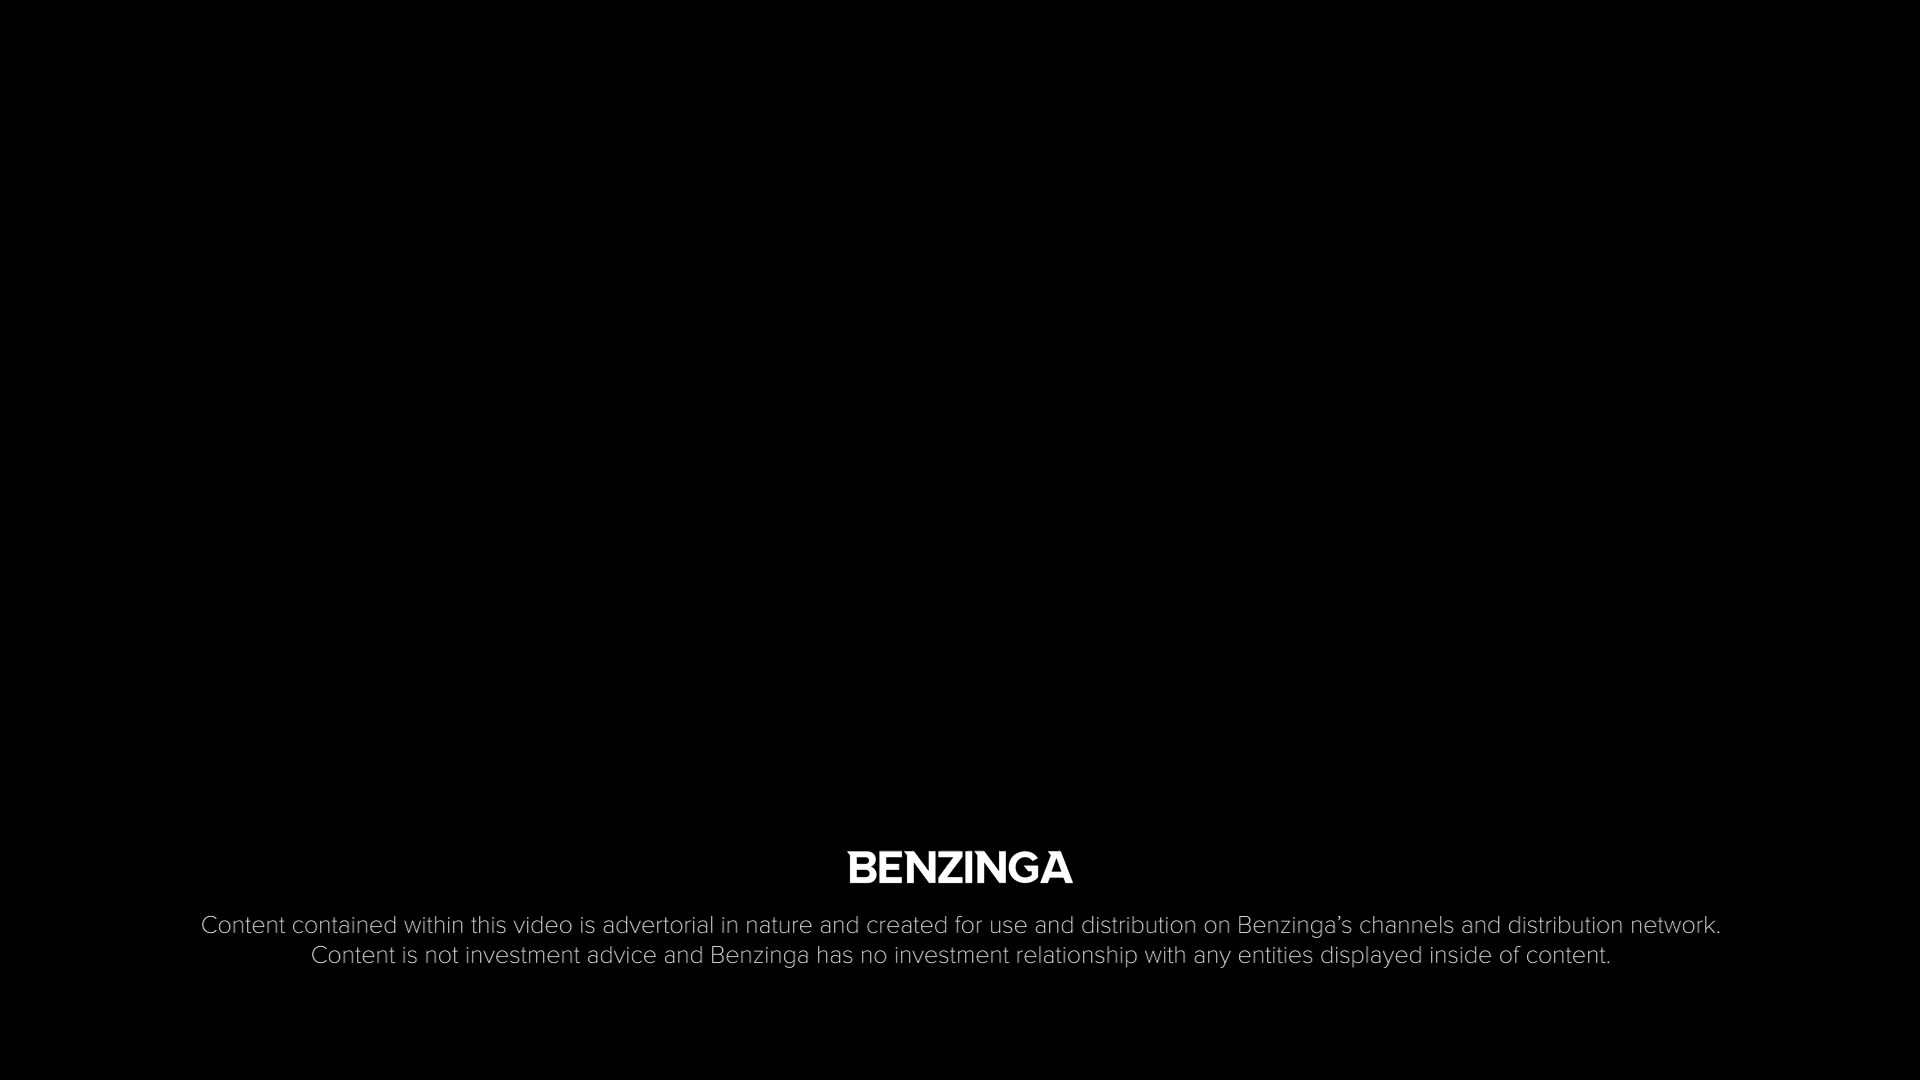 BENZINGA
Content contained within this video is advertorial in nature and created for use and distribution on Benzinga’s channels and distribution network.
Content is not investment advice and Benzinga has no investment relationship with any entities displayed inside of content.